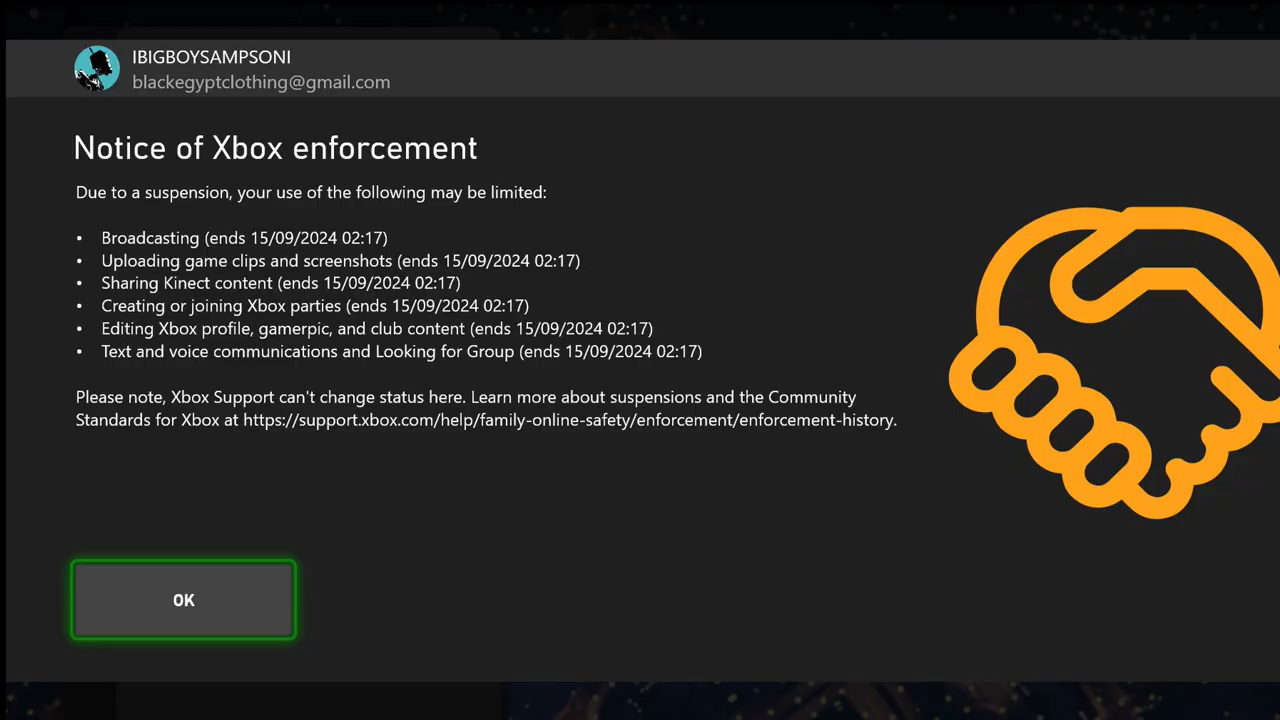 IBIGBOYSAMPSONI
blackegyptclothing@gmail.com
Notice of Xbox enforcement
Due to a suspension, your use of the following may be limited:
• Broadcasting (ends 15/09/2024 02:17)
• Uploading game clips and screenshots (ends 15/09/2024 02:17)
• Sharing Kinect content (ends 15/09/2024 02:17)
• Creating or joining Xbox parties (ends 15/09/2024 02:17)
• Editing Xbox profile, gamerpic, and club content (ends 15/09/2024 02:17)
• Text and voice communications and Looking for Group (ends 15/09/2024 02:17)
Please note, Xbox Support can't change status here. Learn more about suspensions and the Community
Standards for Xbox at https://support.xbox.com/help/family-online-safety/enforcement/enforcement-history.
OK